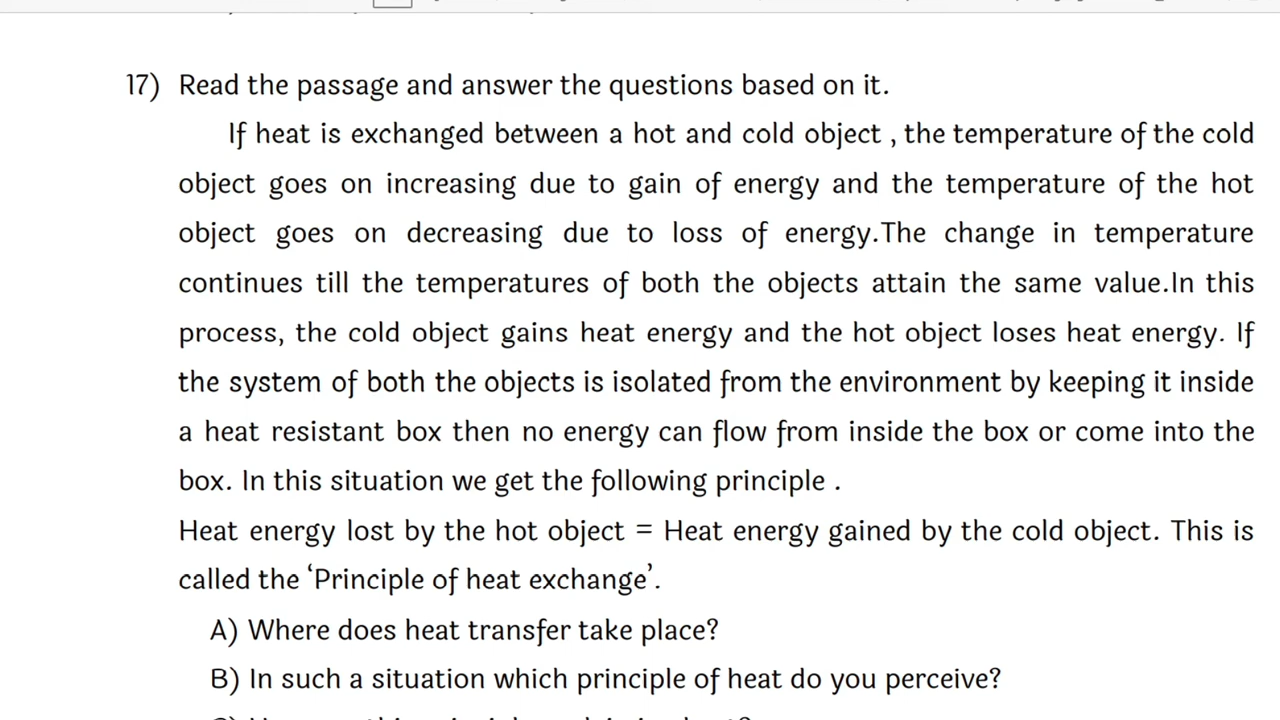 17) Read the passage and answer the questions based on it.
If heat is exchanged between a hot and cold object , the temperature of the cold
object goes on increasing due to gain of energy and the temperature of the hot
object goes on decreasing due to loss of energy.The change in temperature
continues till the temperatures of both the objects attain the same value.In this
process, the cold object gains heat energy and the hot object loses heat energy. If
the system of both the objects is isolated from the environment by keeping it inside
a heat resistant box then no energy can flow from inside the box or come into the
box. In this situation we get the following principle .
Heat energy lost by the hot object = Heat energy gained by the cold object. This is
called the ‘Principle of heat exchange’.
A) Where does heat transfer take place?
B) In such a situation which principle of heat do you perceive?